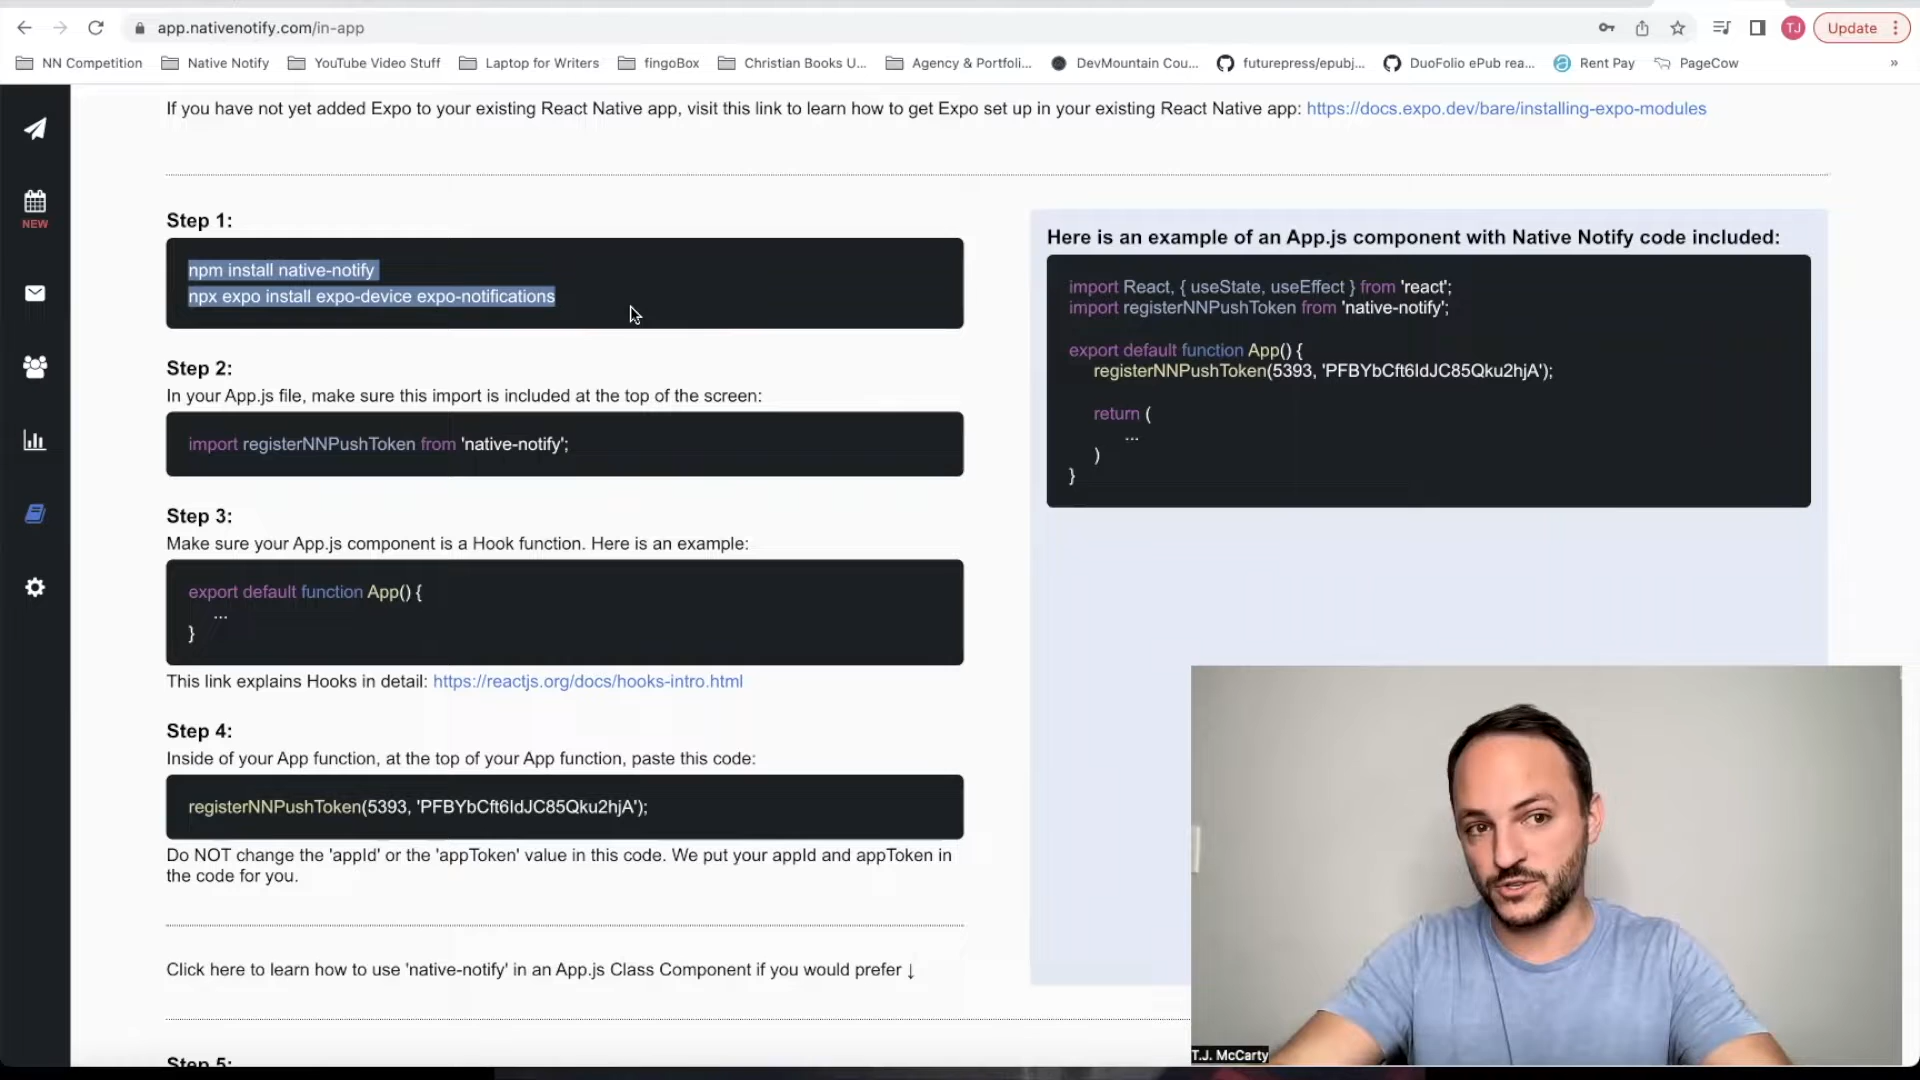 app.nativenotify.com/in-app
TJ
Update
NN Competition
Native Notify
YouTube Video Stuff
Laptop for Writers
fingoBox
Christian Books U...
Agency & Portfoli...
DevMountain Cou...
futurepress/epubj...
DuoFolio ePub rea...
Rent Pay
PageCow
»
NEW
If you have not yet added Expo to your existing React Native app, visit this link to learn how to get Expo set up in your existing React Native app: https://docs.expo.dev/bare/installing-expo-modules
Step 1:
npm install native-notify
npx expo install expo-device expo-notifications
Step 2:
In your App.js file, make sure this import is included at the top of the screen:
import registerNNPushToken from 'native-notify';
Step 3:
Make sure your App.js component is a Hook function. Here is an example:
export default function App() {
...
}
This link explains Hooks in detail: https://reactjs.org/docs/hooks-intro.html
Step 4:
Inside of your App function, at the top of your App function, paste this code:
registerNNPushToken(5393, 'PFBYbCft6IdJC85Qku2hjA');
Do NOT change the 'appId' or the 'appToken' value in this code. We put your appId and appToken in
the code for you.
Click here to learn how to use 'native-notify' in an App.js Class Component if you would prefer ↓
Step 5:
Here is an example of an App.js component with Native Notify code included:
import React, { useState, useEffect } from 'react';
import registerNNPushToken from 'native-notify';
export default function App() {
registerNNPushToken(5393, 'PFBYbCft6IdJC85Qku2hjA');
return (
...
)
}
T.J. McCarty